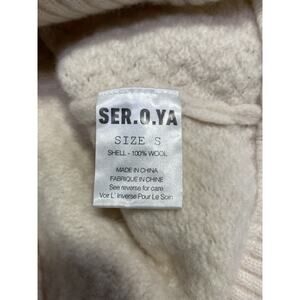 SER.O.YA
SIZE S
SHELL - 100% WOOL
MADE IN CHINA
FABRIQUE IN CHINE
See reverse for care
Voir L' Inverse Pour Le Soin